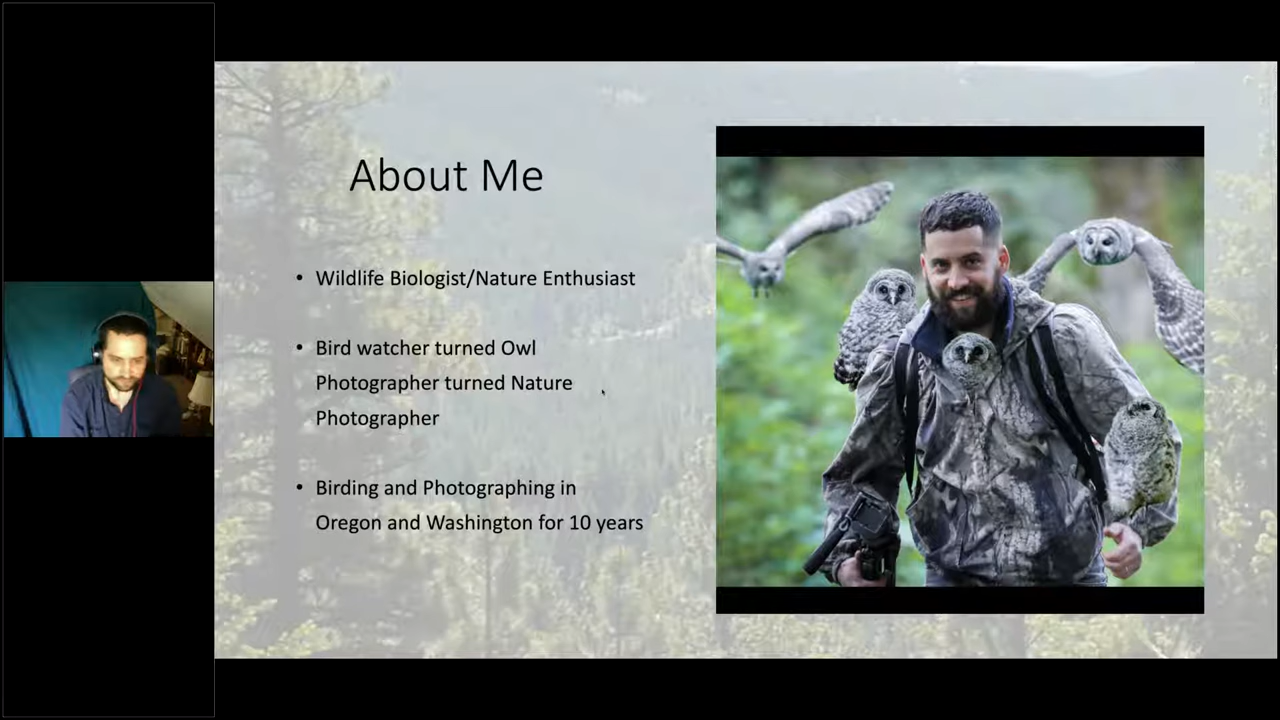 About Me
• Wildlife Biologist/Nature Enthusiast
• Bird watcher turned Owl
Photographer turned Nature
Photographer
• Birding and Photographing in
Oregon and Washington for 10 years